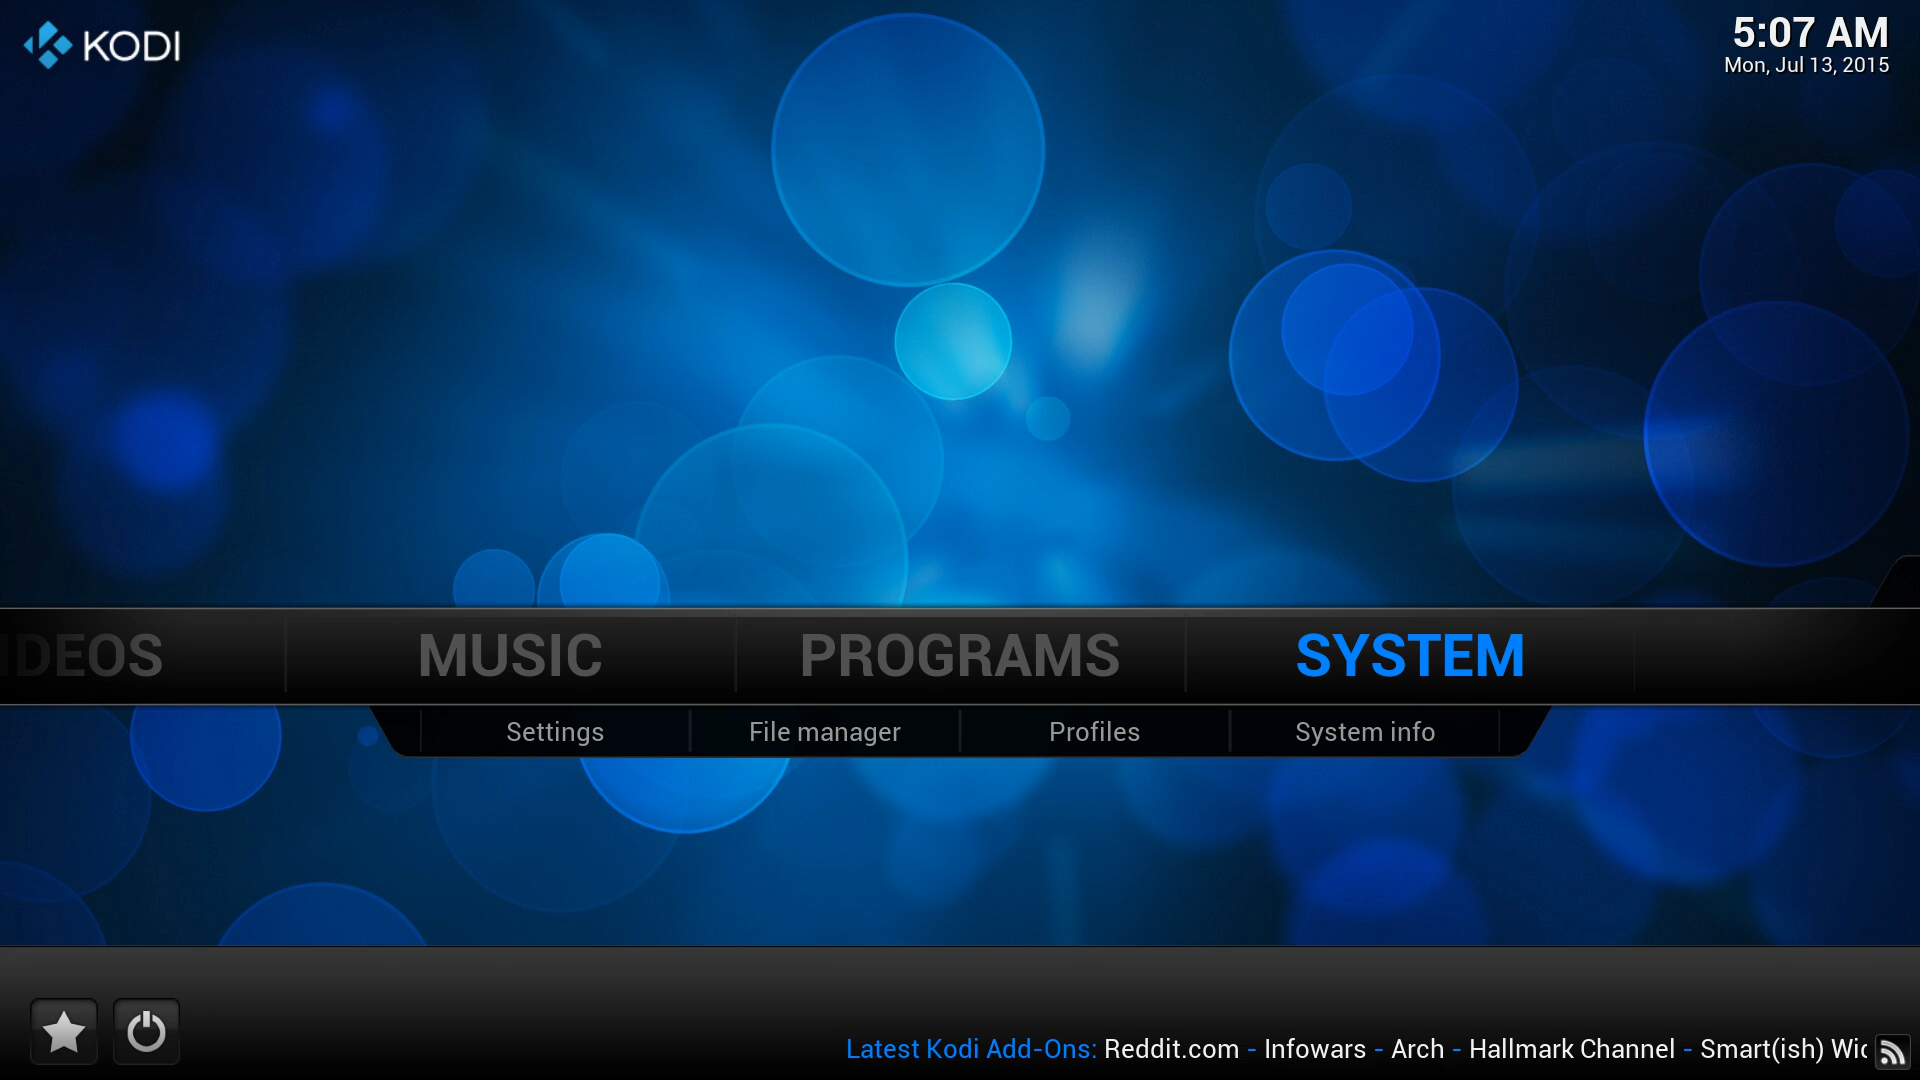 KODI
5:07 AM
Mon, Jul 13, 2015
IDEOS MUSIC PROGRAMS SYSTEM
Settings File manager Profiles System info
Latest Kodi Add-Ons: Reddit.com - Infowars - Arch - Hallmark Channel - Smart(ish)